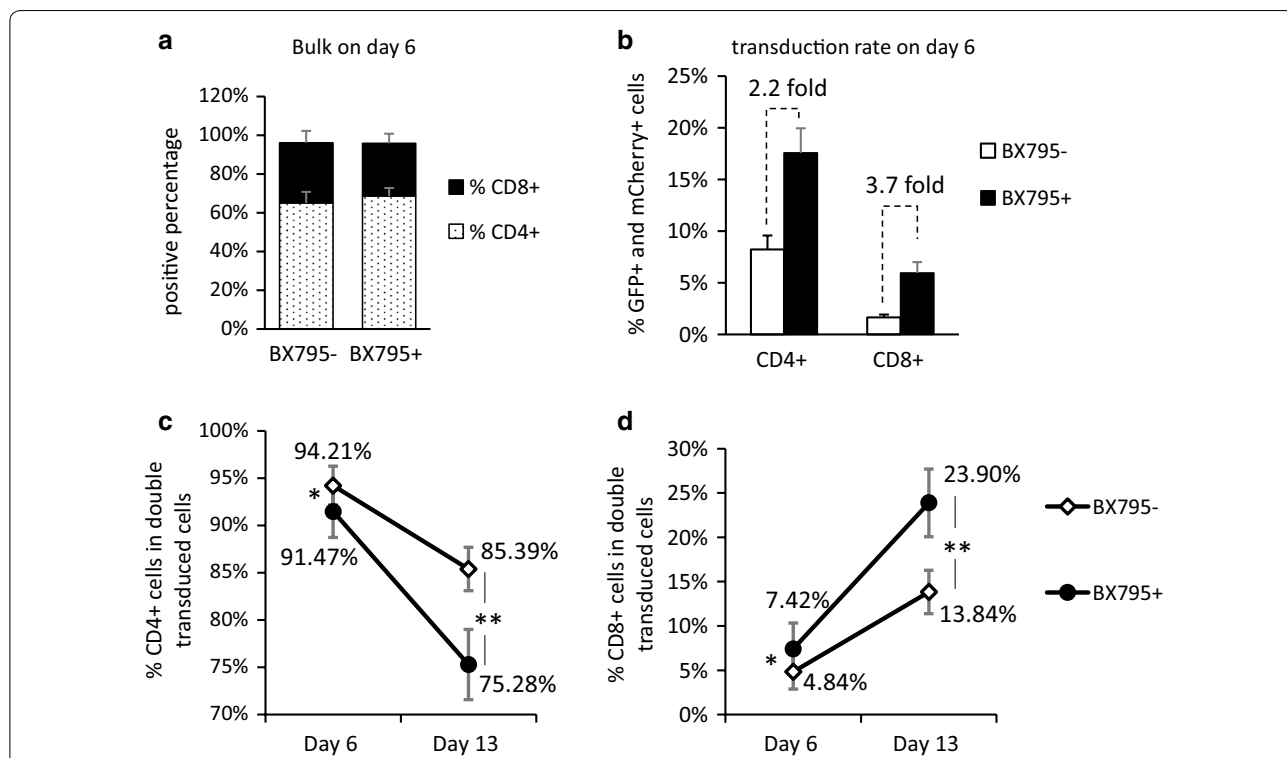 a
Bulk on day 6
positive percentage
120%
100%
80%
60%
40%
20%
0%
BX795- BX795+
% CD8+
% CD4+
b
transduction rate on day 6
% GFP+ and mCherry+ cells
25%
20%
15%
10%
5%
0%
2.2 fold
3.7 fold
CD4+ CD8+
BX795-
BX795+
c
% CD4+ cells in double
transduced cells
100%
95%
90%
85%
80%
75%
70%
94.21%
*
91.47%
85.39%
**
75.28%
Day 6 Day 13
d
% CD8+ cells in double
transduced cells
30%
25%
20%
15%
10%
5%
0%
7.42%
*
4.84%
23.90%
**
13.84%
Day 6 Day 13
BX795-
BX795+